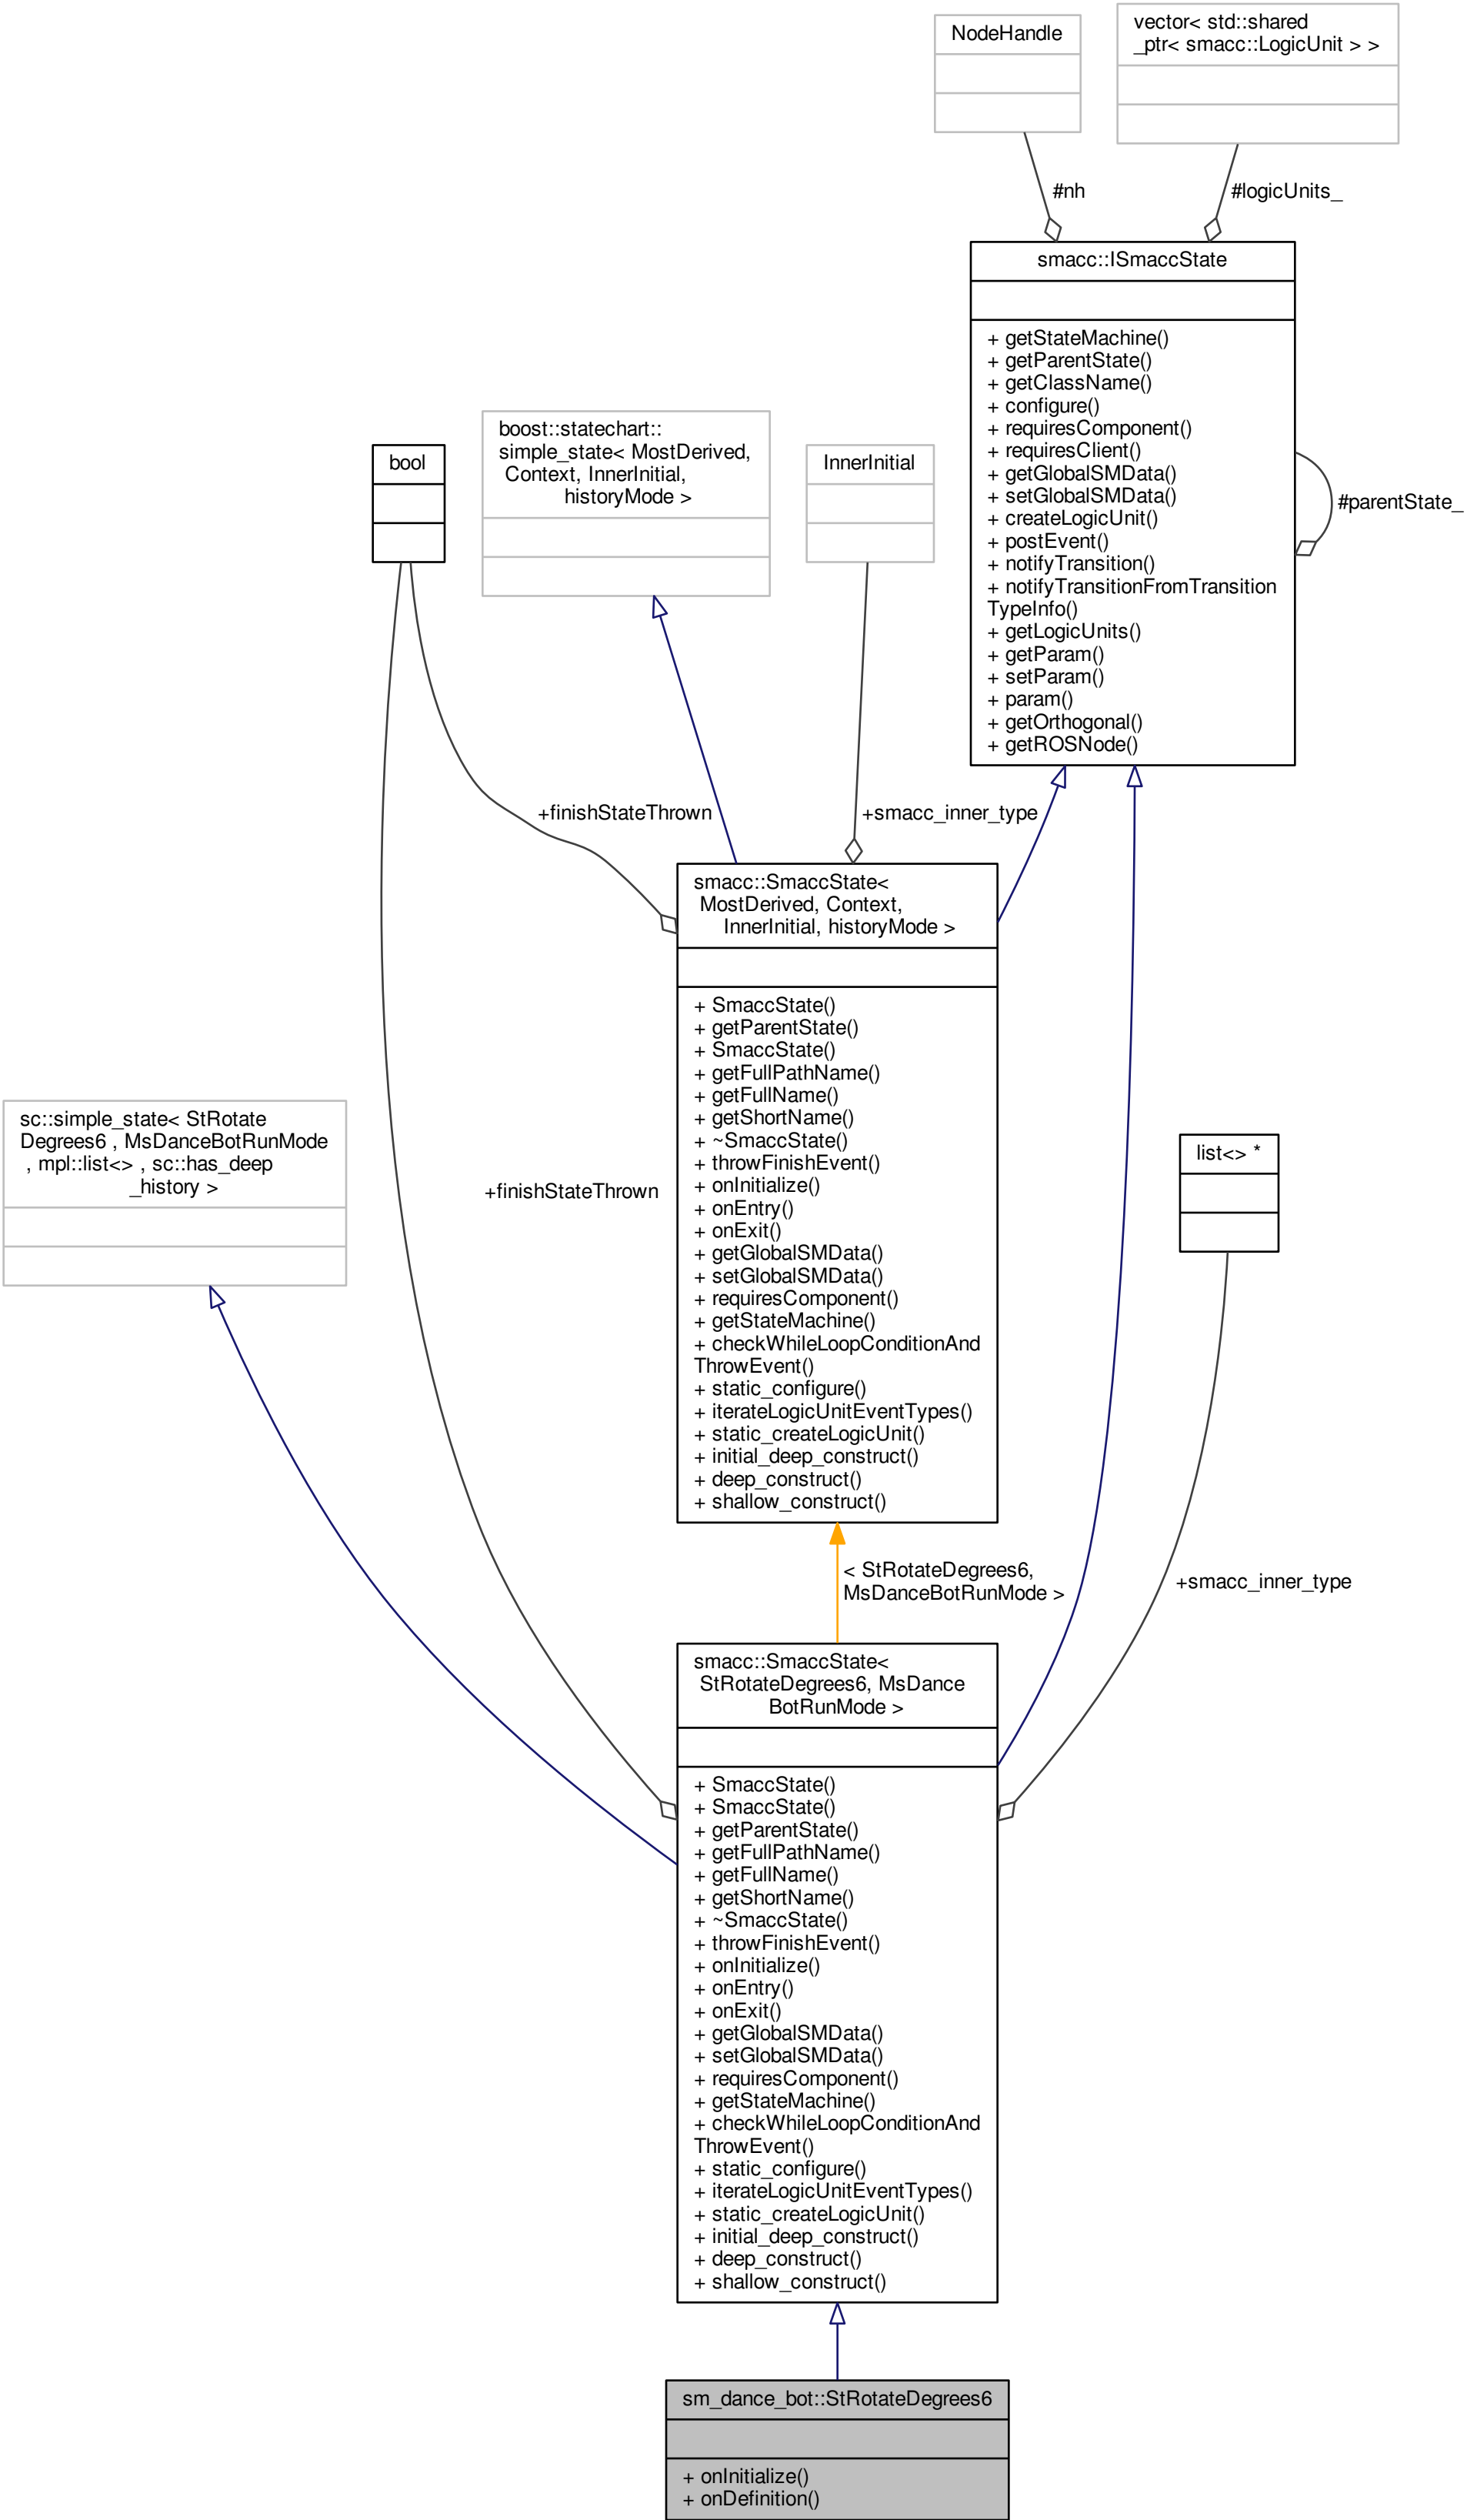 NodeHandle
vector< std::shared
_ptr< smacc::LogicUnit > >
#nh
#logicUnits_
smacc::ISmaccState
+ getStateMachine()
+ getParentState()
+ getClassName()
+ configure()
+ requiresComponent()
+ requiresClient()
+ getGlobalSMData()
+ setGlobalSMData()
+ createLogicUnit()
+ postEvent()
+ notifyTransition()
+ notifyTransitionFromTransition
TypeInfo()
+ getLogicUnits()
+ getParam()
+ setParam()
+ param()
+ getOrthogonal()
+ getROSNode()
#parentState_
bool
boost::statechart::
simple_state< MostDerived,
Context, InnerInitial,
historyMode >
InnerInitial
+finishStateThrown
+smacc_inner_type
smacc::SmaccState<
MostDerived, Context,
InnerInitial, historyMode >
+ SmaccState()
+ getParentState()
+ SmaccState()
+ getFullPathName()
+ getFullName()
+ getShortName()
+ ~SmaccState()
+ throwFinishEvent()
+ onInitialize()
+ onEntry()
+ onExit()
+ getGlobalSMData()
+ setGlobalSMData()
+ requiresComponent()
+ getStateMachine()
+ checkWhileLoopConditionAnd
ThrowEvent()
+ static_configure()
+ iterateLogicUnitEventTypes()
+ static_createLogicUnit()
+ initial_deep_construct()
+ deep_construct()
+ shallow_construct()
sc::simple_state< StRotate
Degrees6 , MsDanceBotRunMode
, mpl::list<> , sc::has_deep
_history >
+finishStateThrown
list<> *
< StRotateDegrees6,
MsDanceBotRunMode >
+smacc_inner_type
smacc::SmaccState<
StRotateDegrees6, MsDance
BotRunMode >
+ SmaccState()
+ SmaccState()
+ getParentState()
+ getFullPathName()
+ getFullName()
+ getShortName()
+ ~SmaccState()
+ throwFinishEvent()
+ onInitialize()
+ onEntry()
+ onExit()
+ getGlobalSMData()
+ setGlobalSMData()
+ requiresComponent()
+ getStateMachine()
+ checkWhileLoopConditionAnd
ThrowEvent()
+ static_configure()
+ iterateLogicUnitEventTypes()
+ static_createLogicUnit()
+ initial_deep_construct()
+ deep_construct()
+ shallow_construct()
sm_dance_bot::StRotateDegrees6
+ onInitialize()
+ onDefinition()